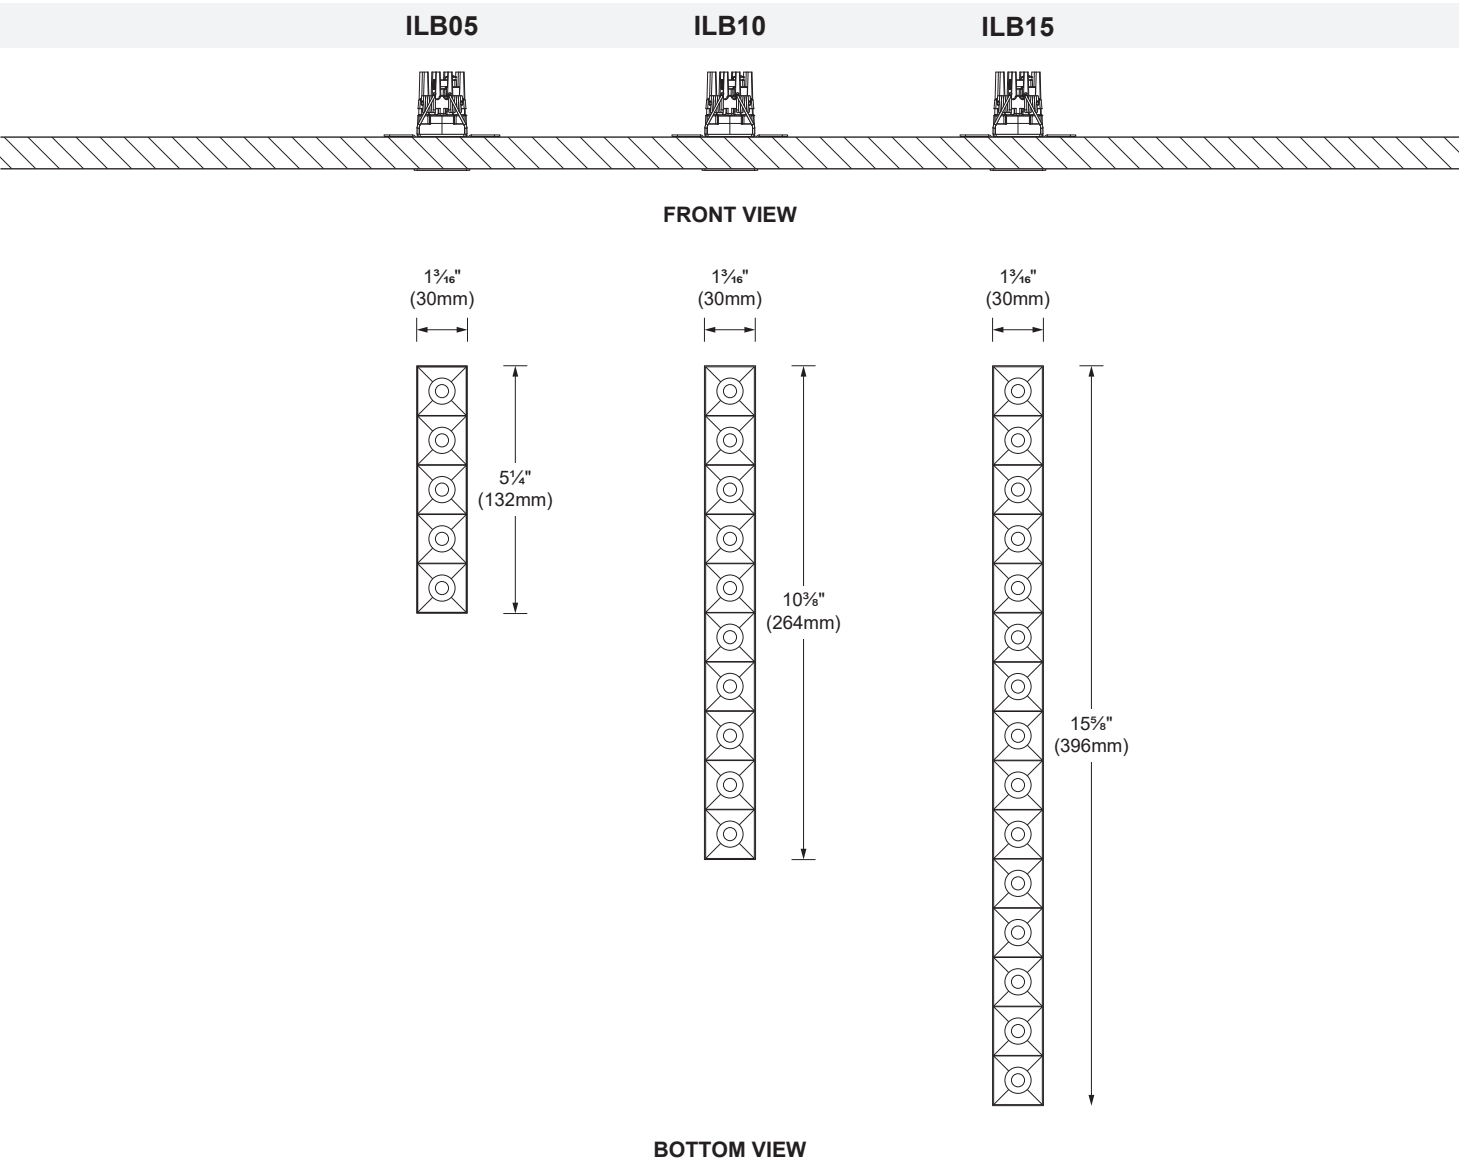 ILB05 ILB10 ILB15
FRONT VIEW
1³⁄₁₆" 1³⁄₁₆" 1³⁄₁₆"
(30mm) (30mm) (30mm)
5¼"
(132mm)
10⅜"
(264mm)
15⅝"
(396mm)
BOTTOM VIEW